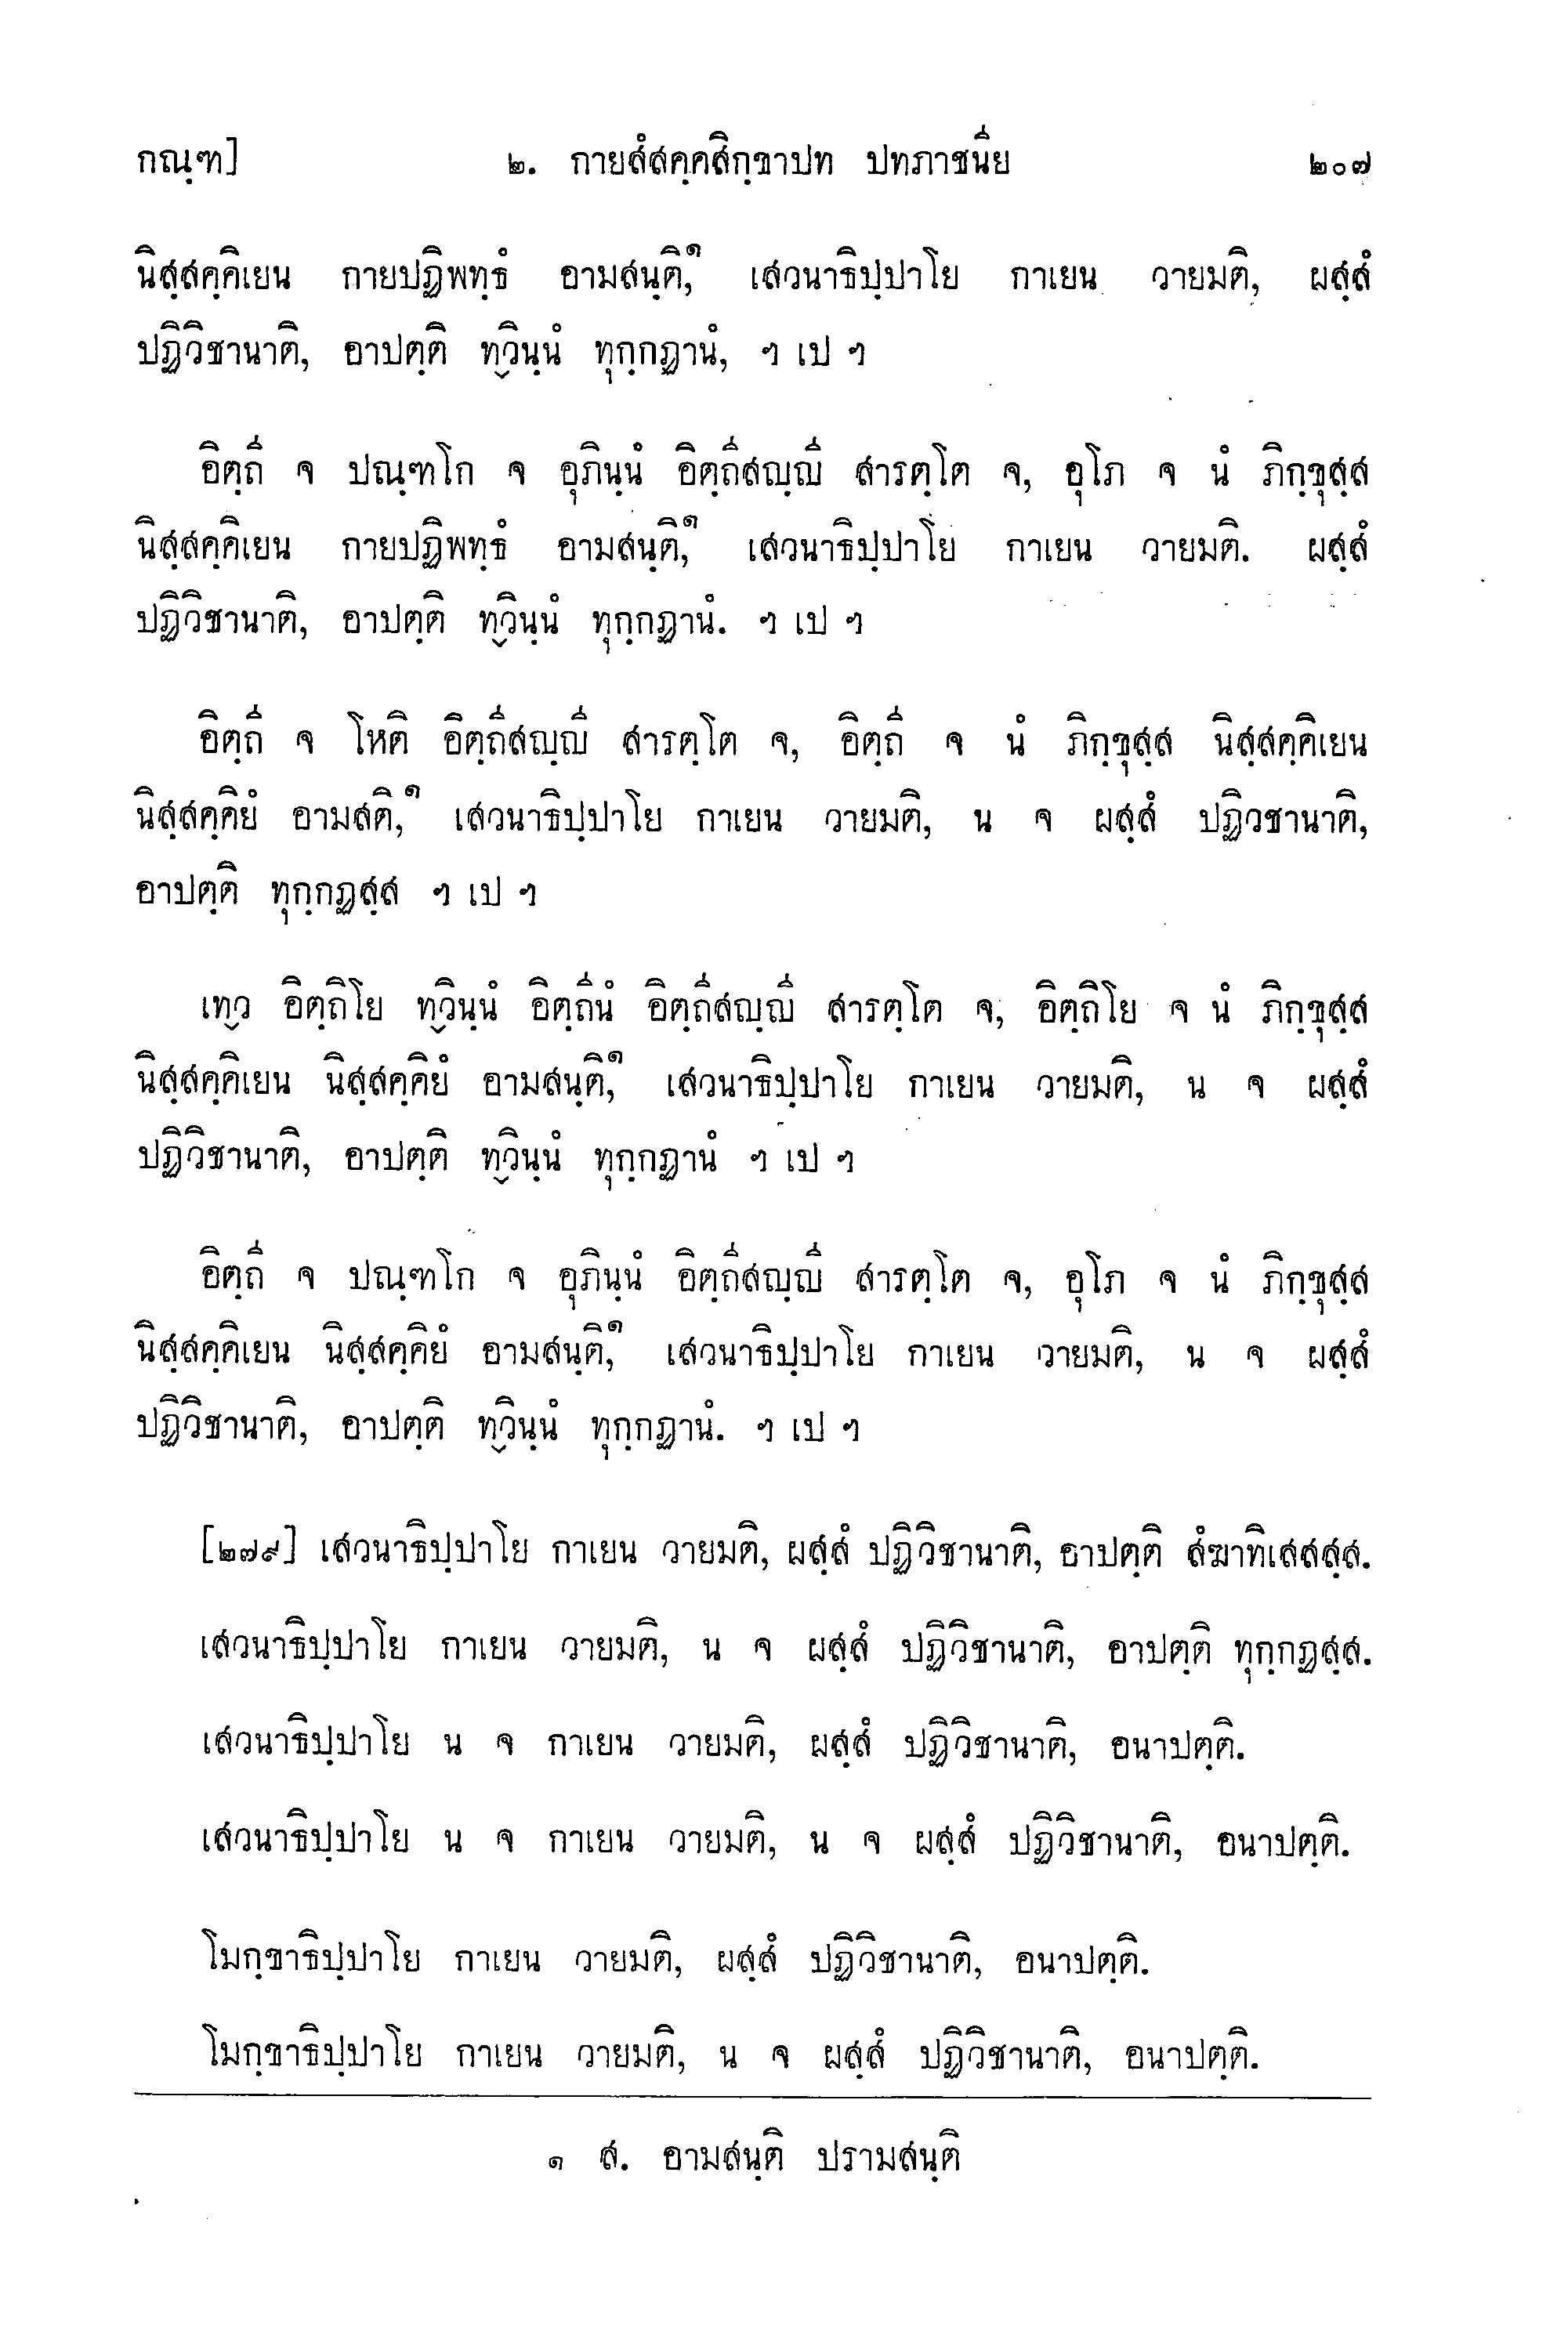 กณฺฑ] ๒. กายสํสคฺคสิกฺขาปท ปทภาชนีย ๒๐๗
นิสฺสคฺคิเยน กายปฏิพทฺธํ อามสนฺติ,๑ เสวนาธิปฺปาโย กาเยน วายมติ, ผสฺสํ
ปฏิวิชานาติ, อาปตฺติ ทฺวินฺนํ ทุกฺกฏานํ, ฯ เป ฯ
อิตฺถี จ ปณฺฑโก จ อุภินฺนํ อิตฺถีสญฺญี สารตฺโต จ, อุโภ จ นํ ภิกฺขุสฺส
นิสฺสคฺคิเยน กายปฏิพทฺธํ อามสนฺติ,๑ เสวนาธิปฺปาโย กาเยน วายมติ. ผสฺสํ
ปฏิวิชานาติ, อาปตฺติ ทฺวินฺนํ ทุกฺกฏานํ. ฯ เป ฯ
อิตฺถี จ โหติ อิตฺถีสญฺญี สารตฺโต จ, อิตฺถี จ นํ ภิกฺขุสฺส นิสฺสคฺคิเยน
นิสฺสคฺคิยํ อามสติ,๑ เสวนาธิปฺปาโย กาเยน วายมติ, น จ ผสฺสํ ปฏิวชานาติ,
อาปตฺติ ทุกฺกฏสฺส ฯ เป ฯ
เทฺว อิตฺถิโย ทฺวินฺนํ อิตฺถีนํ อิตฺถีสญฺญี สารตฺโต จ, อิตฺถิโย จ นํ ภิกฺขุสฺส
นิสฺสคฺคิเยน นิสฺสคฺคิยํ อามสนฺติ,๑ เสวนาธิปฺปาโย กาเยน วายมติ, น จ ผสฺสํ
ปฏิวิชานาติ, อาปตฺติ ทฺวินฺนํ ทุกฺกฏานํ ฯ เป ฯ
อิตฺถี จ ปณฺฑโก จ อุภินฺนํ อิตฺถีสญฺญี สารตฺโต จ, อุโภ จ นํ ภิกฺขุสฺส
นิสฺสคฺคิเยน นิสฺสคฺคิยํ อามสนฺติ,๑ เสวนาธิปฺปาโย กาเยน วายมติ, น จ ผสฺสํ
ปฏิวิชานาติ, อาปตฺติ ทฺวินฺนํ ทุกฺกฏานํ. ฯ เป ฯ
[๒๗๙] เสวนาธิปฺปาโย กาเยน วายมติ, ผสฺสํ ปฏิวิชานาติ, อาปตฺติ สํฆาทิเสสสฺส.
เสวนาธิปฺปาโย กาเยน วายมติ, น จ ผสฺสํ ปฏิวิชานาติ, อาปตฺติ ทุกฺกฏสฺส.
เสวนาธิปฺปาโย น จ กาเยน วายมติ, ผสฺสํ ปฏิวิชานาติ, อนาปตฺติ.
เสวนาธิปฺปาโย น จ กาเยน วายมติ, น จ ผสฺสํ ปฏิวิชานาติ, อนาปตฺติ.
โมกฺขาธิปฺปาโย กาเยน วายมติ, ผสฺสํ ปฏิวิชานาติ, อนาปตฺติ.
โมกฺขาธิปฺปาโย กาเยน วายมติ, น จ ผสฺสํ ปฏิวิชานาติ, อนาปตฺติ.
๑ ส. อามสนฺติ ปรามสนฺติ